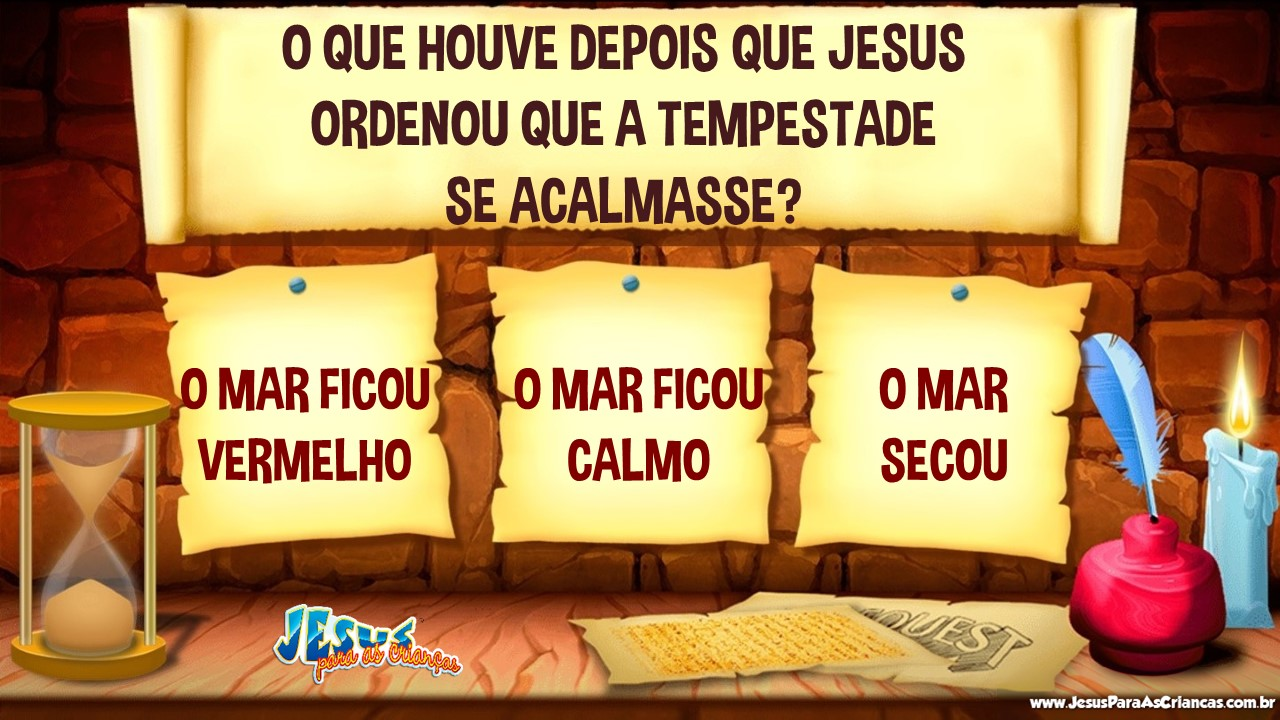 O QUE HOUVE DEPOIS QUE JESUS
ORDENOU QUE A TEMPESTADE
SE ACALMASSE?
O MAR FICOU
VERMELHO
O MAR FICOU
CALMO
O MAR
SECOU
JESUS
para as crianças
QUEST
www.JesusParaAsCriancas.com.br